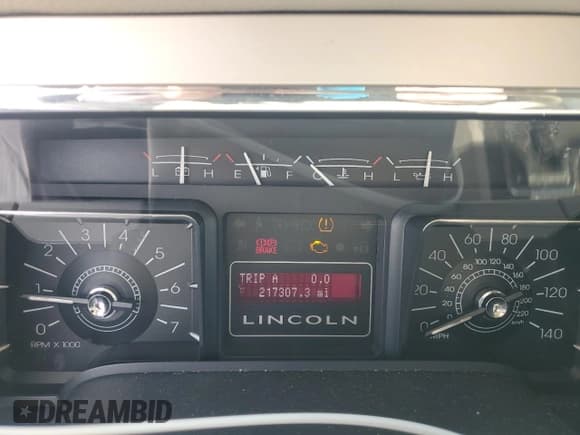 L H E F C H L H
BRAKE
TRIP A 0.0
217307.3 mi
LINCOLN
0 1 2 3 4 5 6 7
RPM X 1000
0 20 40 60 80 100 120 140
MPH
km/h
DREAMBID